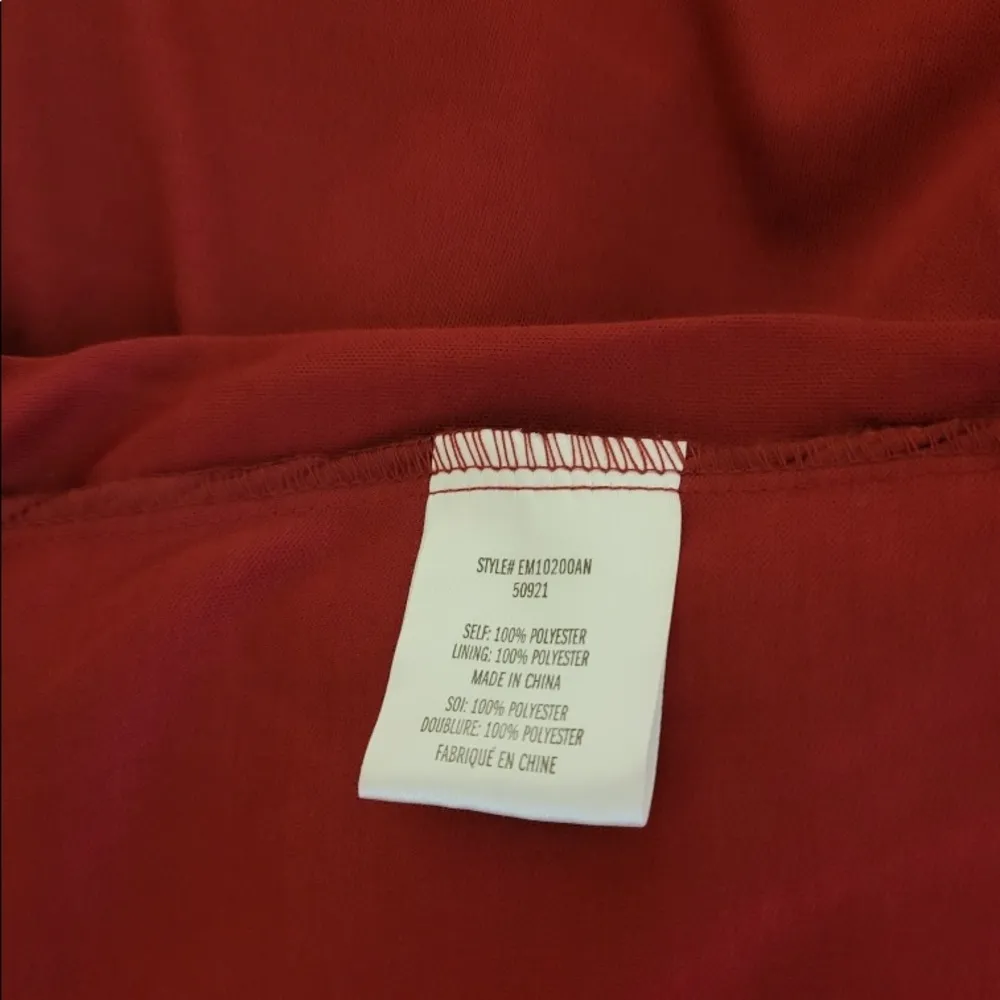 STYLE# EM10200AN
50921
SELF: 100% POLYESTER
LINING: 100% POLYESTER
MADE IN CHINA
SOI: 100% POLYESTER
DOUBLURE: 100% POLYESTER
FABRIQUÉ EN CHINE